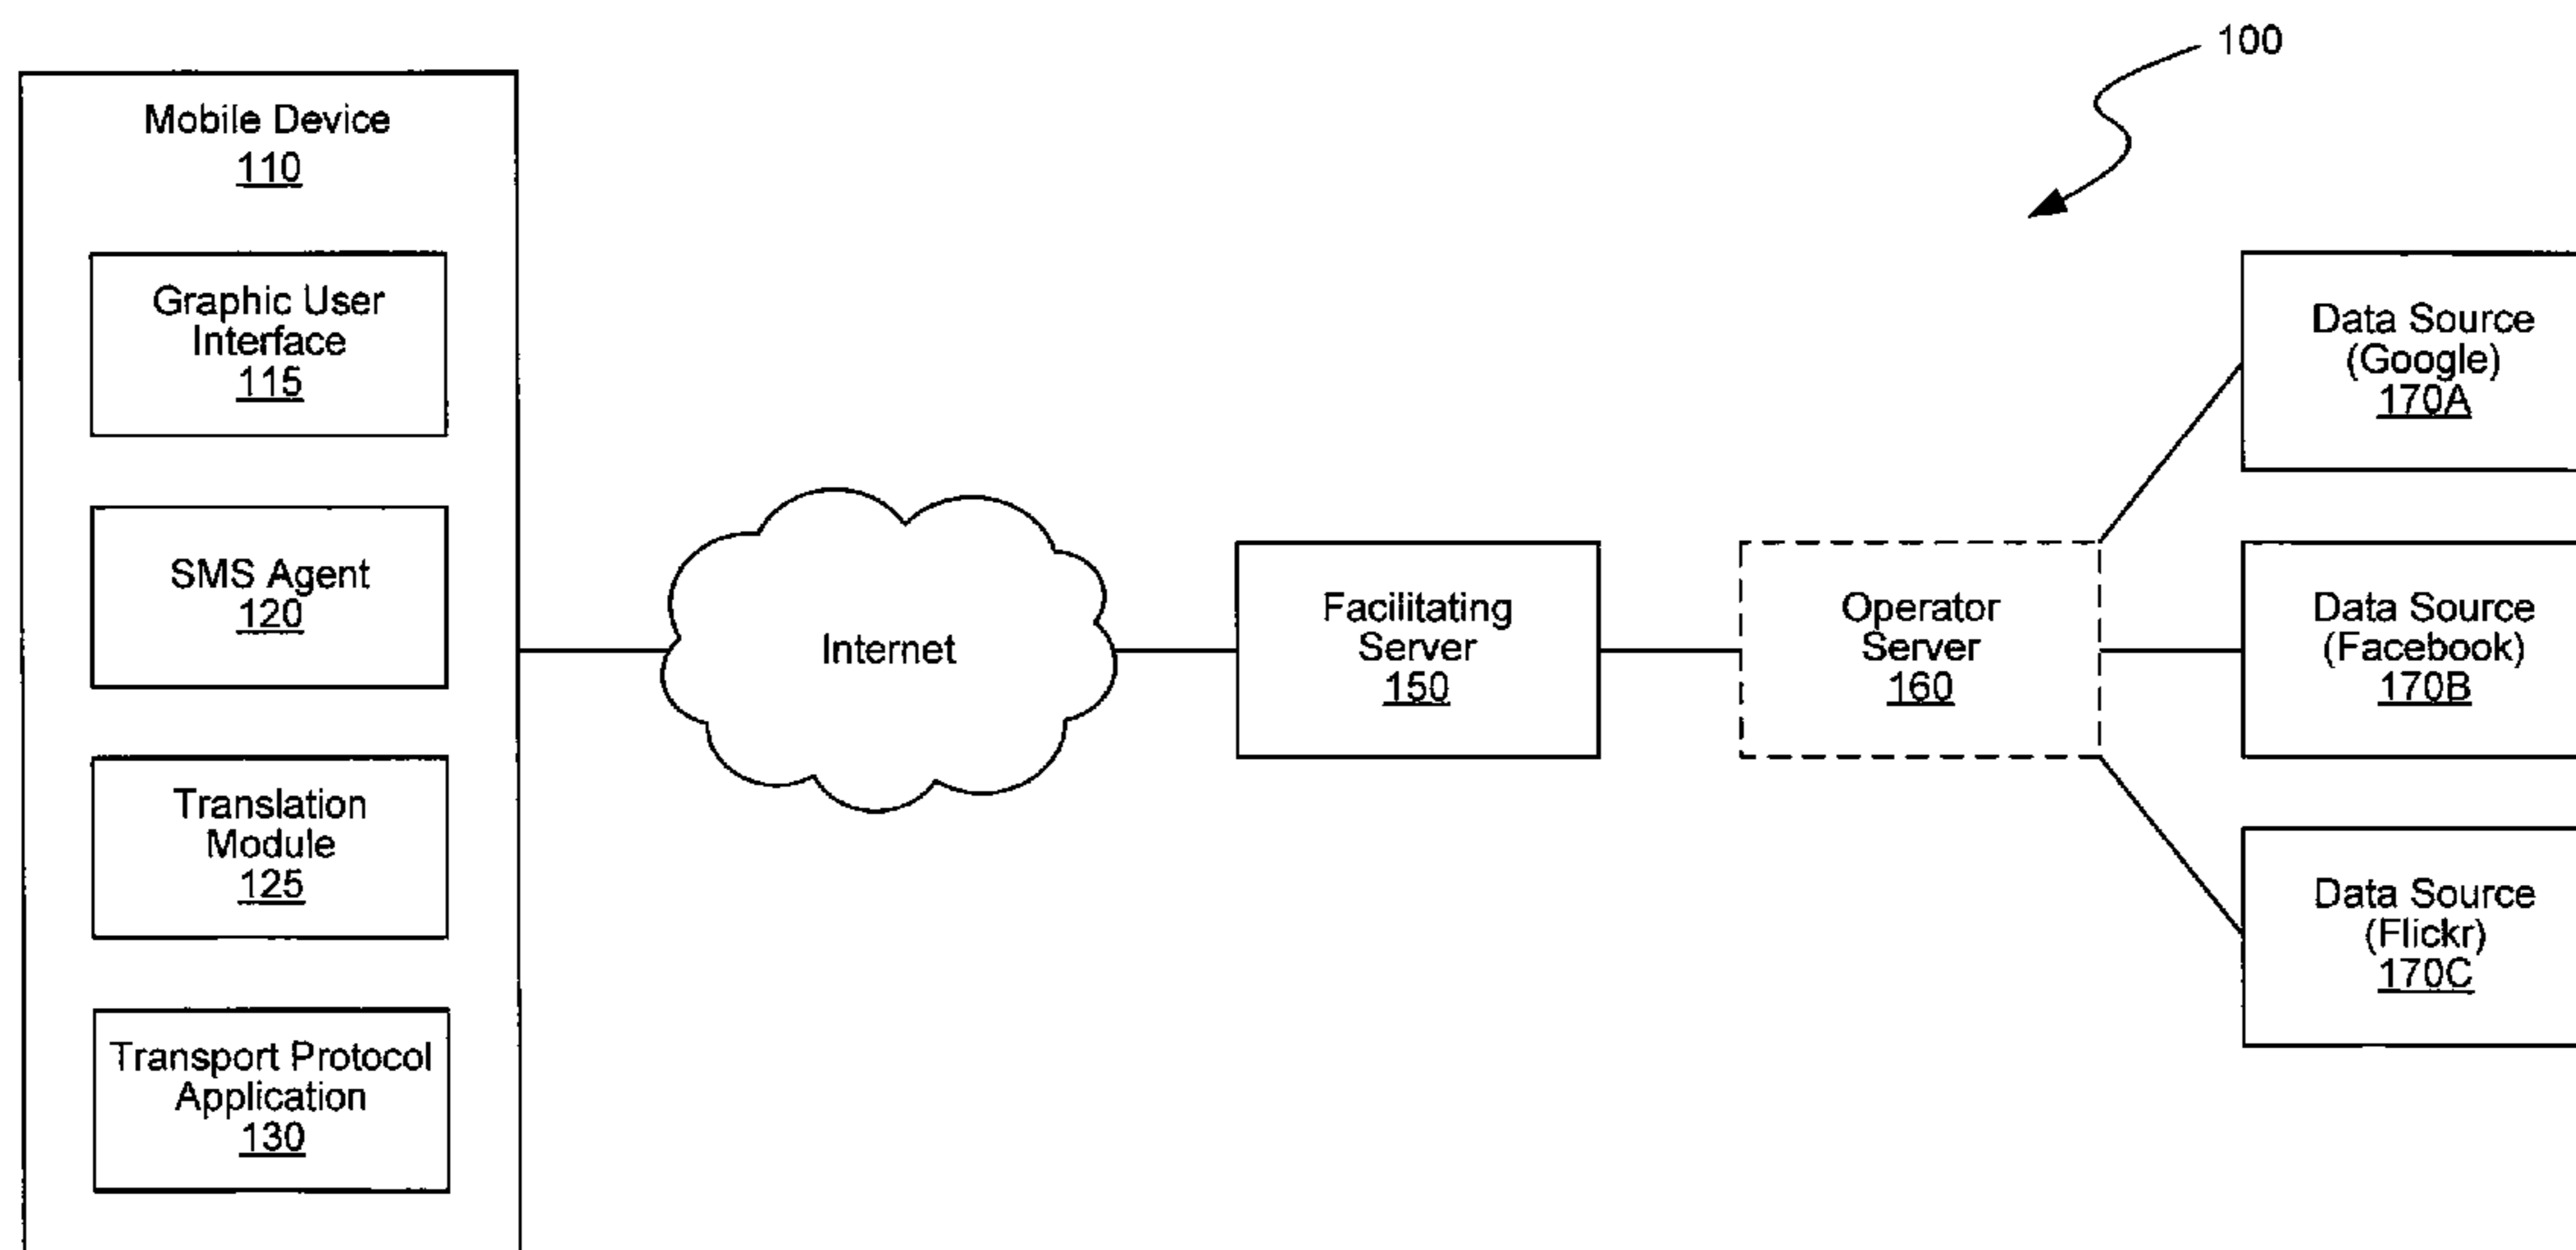 100
Mobile Device
110
Graphic User
Interface
115
SMS Agent
120
Translation
Module
125
Transport Protocol
Application
130
Internet
Facilitating
Server
150
Operator
Server
160
Data Source
(Google)
170A
Data Source
(Facebook)
170B
Data Source
(Flickr)
170C